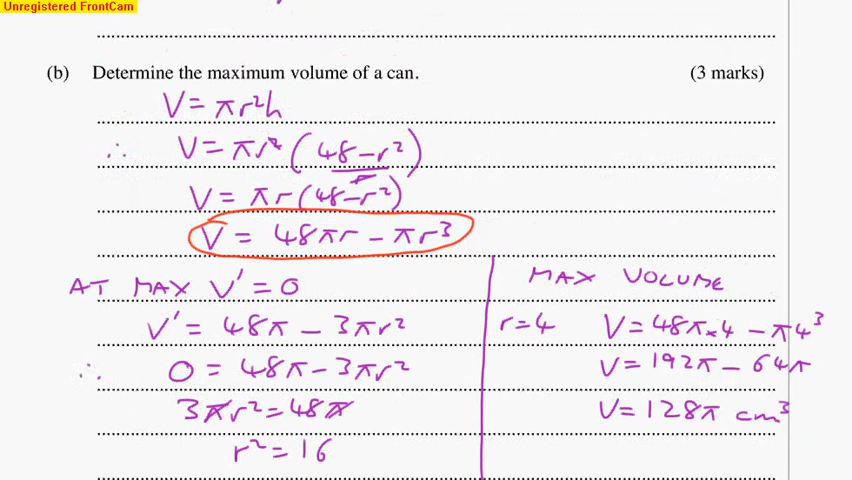 Unregistered FrontCam
(b) Determine the maximum volume of a can. (3 marks)
V = πr²h
∴ V = πr² (48 – r²)
r
V = πr(48 – r²)
V = 48πr – πr³
AT MAX V' = 0
V' = 48π – 3πr²
∴ 0 = 48π – 3πr²
3πr² = 48π
r² = 16
MAX VOLUME
r = 4 V = 48π × 4 – π4³
V = 192π – 64π
V = 128π cm³